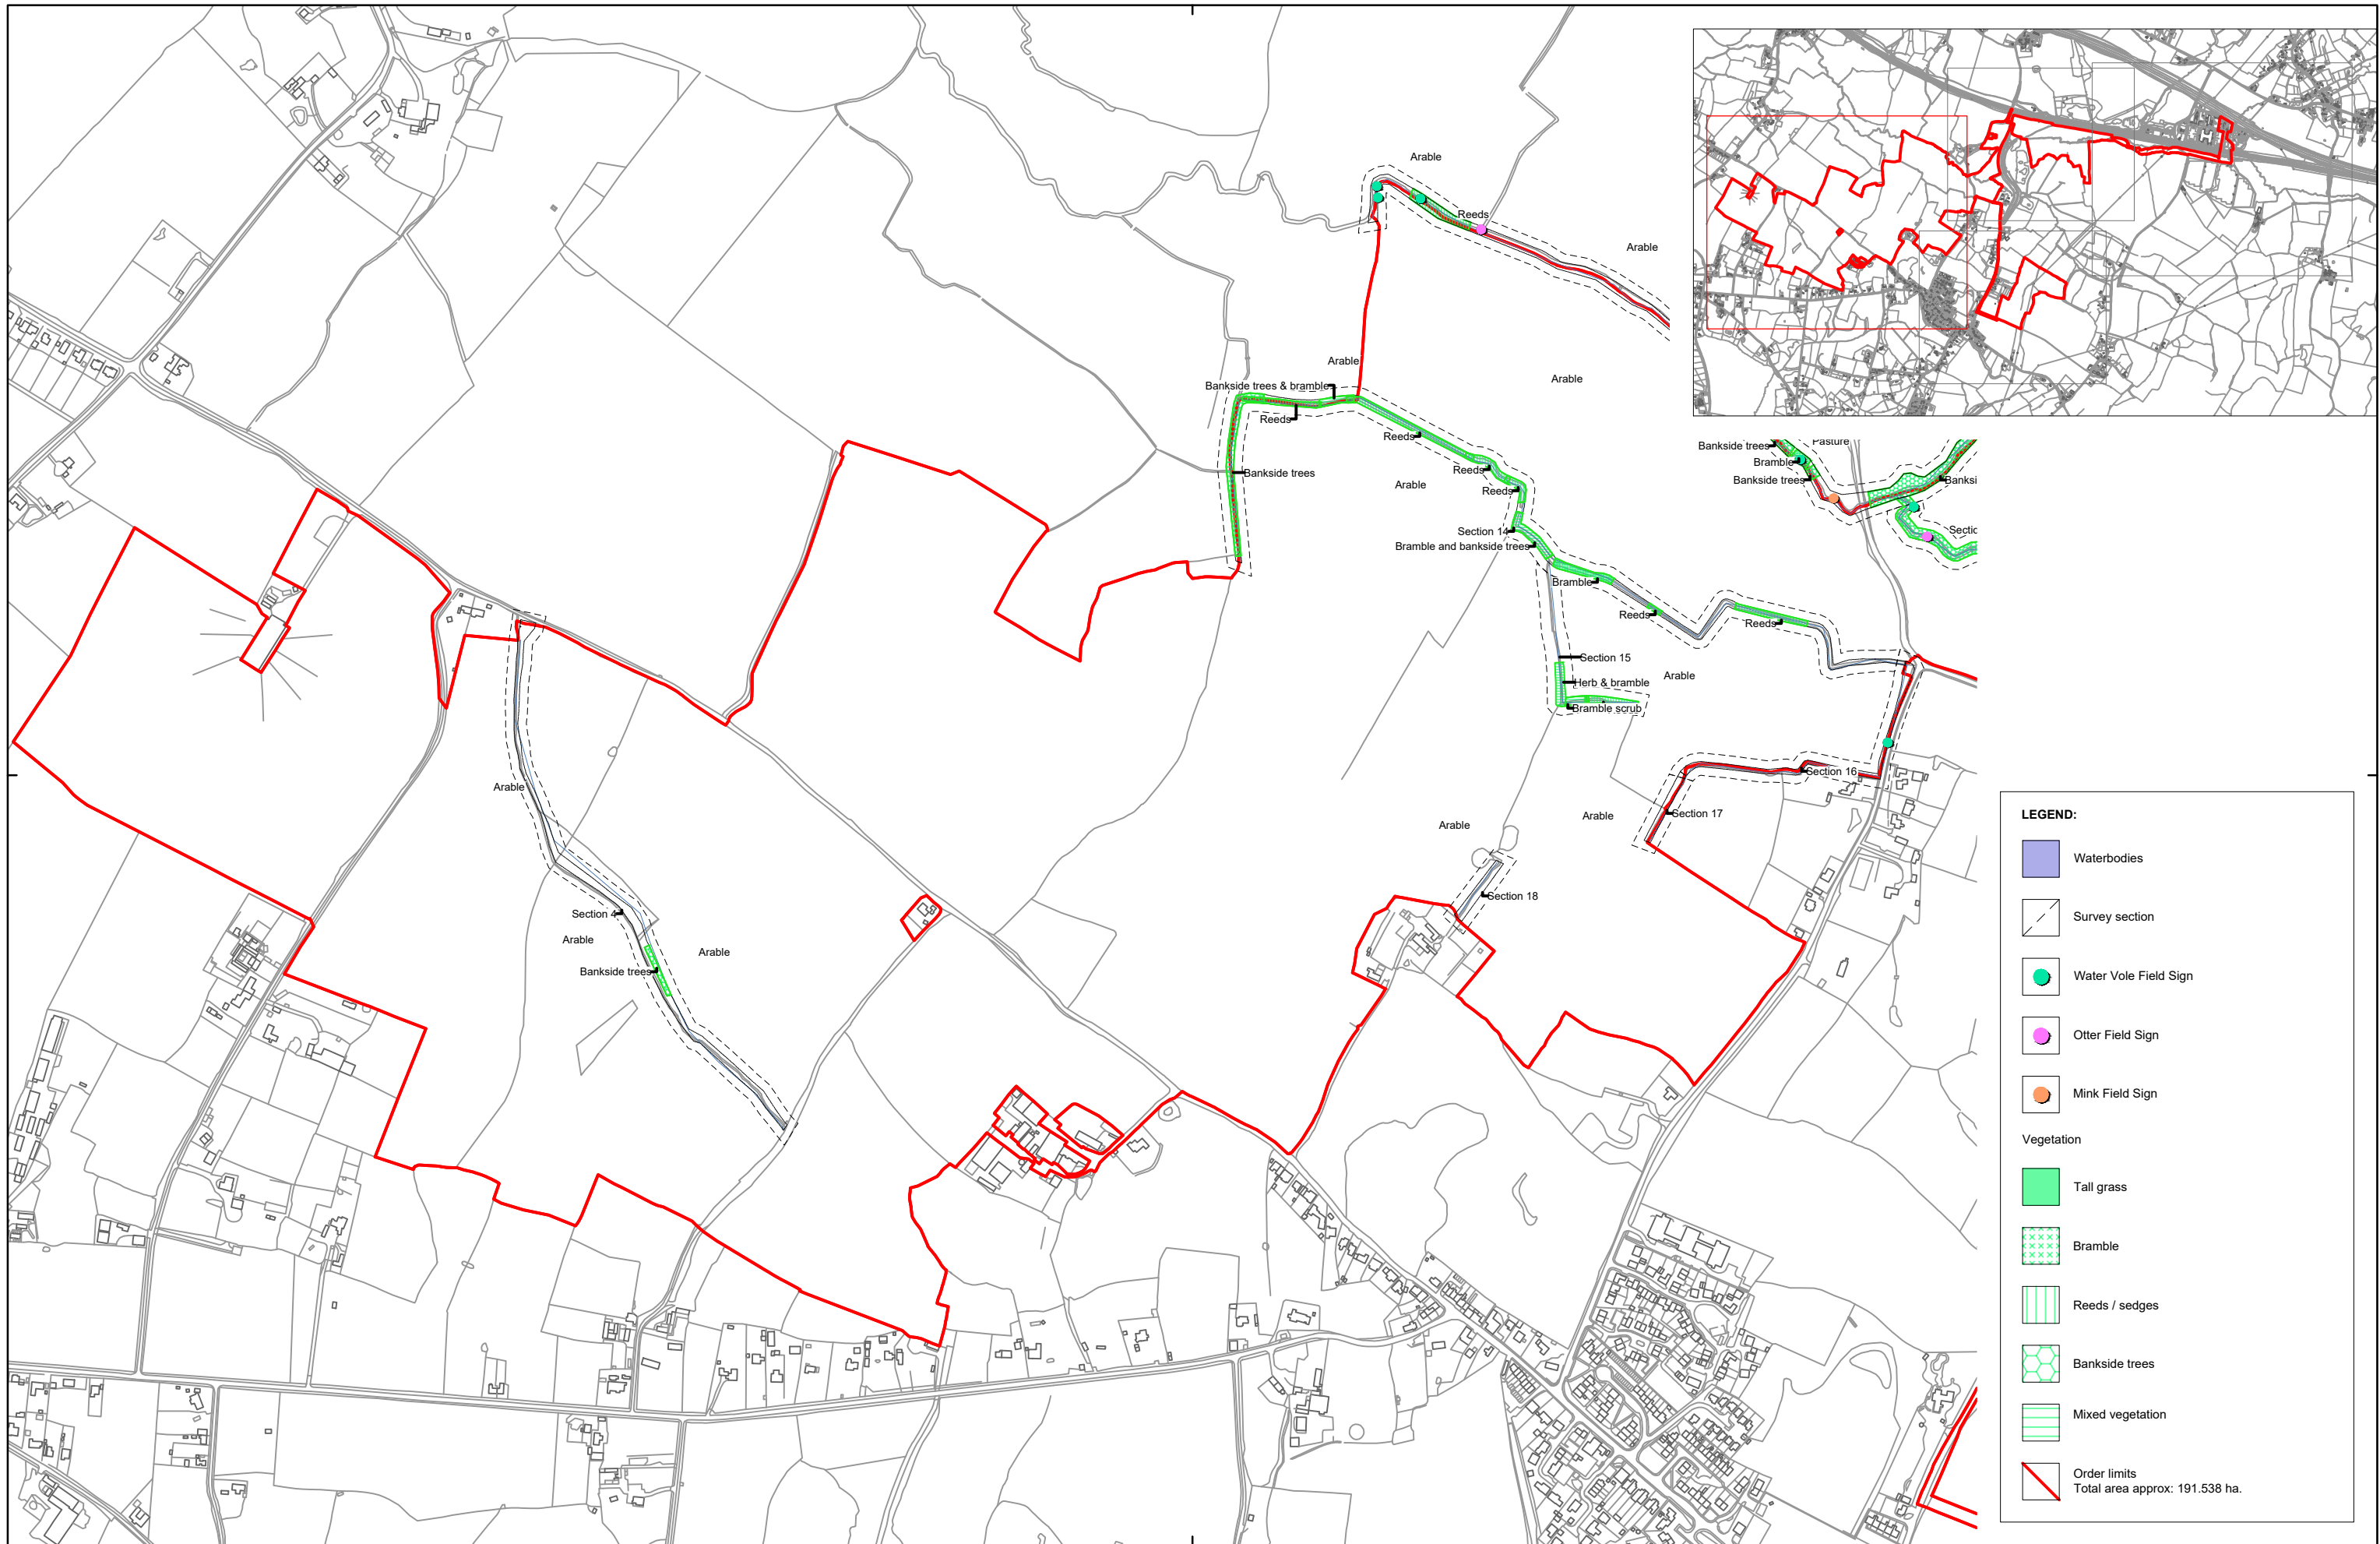 Arable
Reeds
Arable
Arable
Arable
Bankside trees & bramble
Reeds
Reeds
Reeds
Arable
Reeds
Bankside trees
Section 14
Bramble and bankside trees
Bramble
Reeds
Reeds
Section 15
Herb & bramble
Bramble scrub
Arable
Pasture
Bankside trees
Bramble
Bankside trees
Banksi
Sectic
Section 16
Section 17
Arable
Arable
Section 18
Arable
Section 4
Arable
Arable
Bankside trees
LEGEND:
Waterbodies
Survey section
Water Vole Field Sign
Otter Field Sign
Mink Field Sign
Vegetation
Tall grass
Bramble
Reeds / sedges
Bankside trees
Mixed vegetation
Order limits
Total area approx: 191.538 ha.